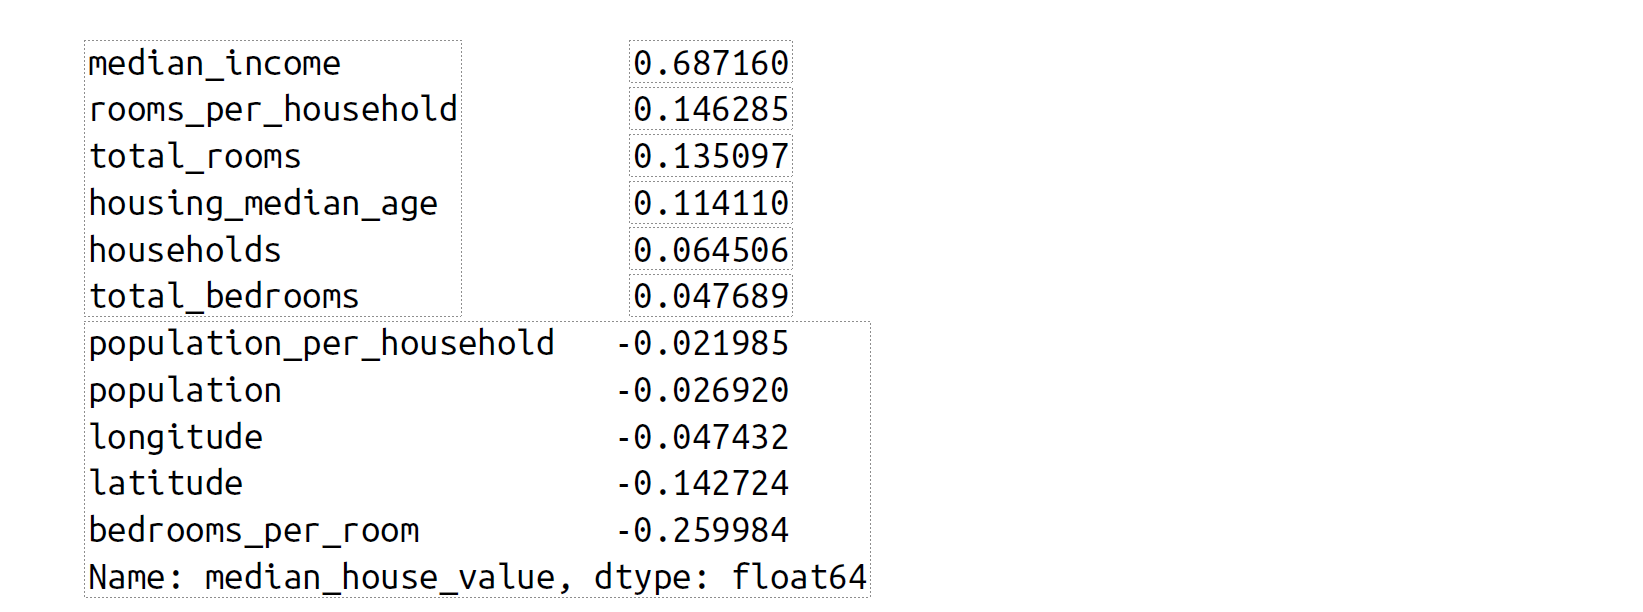 median_income 0.687160
rooms_per_household 0.146285
total_rooms 0.135097
housing_median_age 0.114110
households 0.064506
total_bedrooms 0.047689
population_per_household -0.021985
population -0.026920
longitude -0.047432
latitude -0.142724
bedrooms_per_room -0.259984
Name: median_house_value, dtype: float64